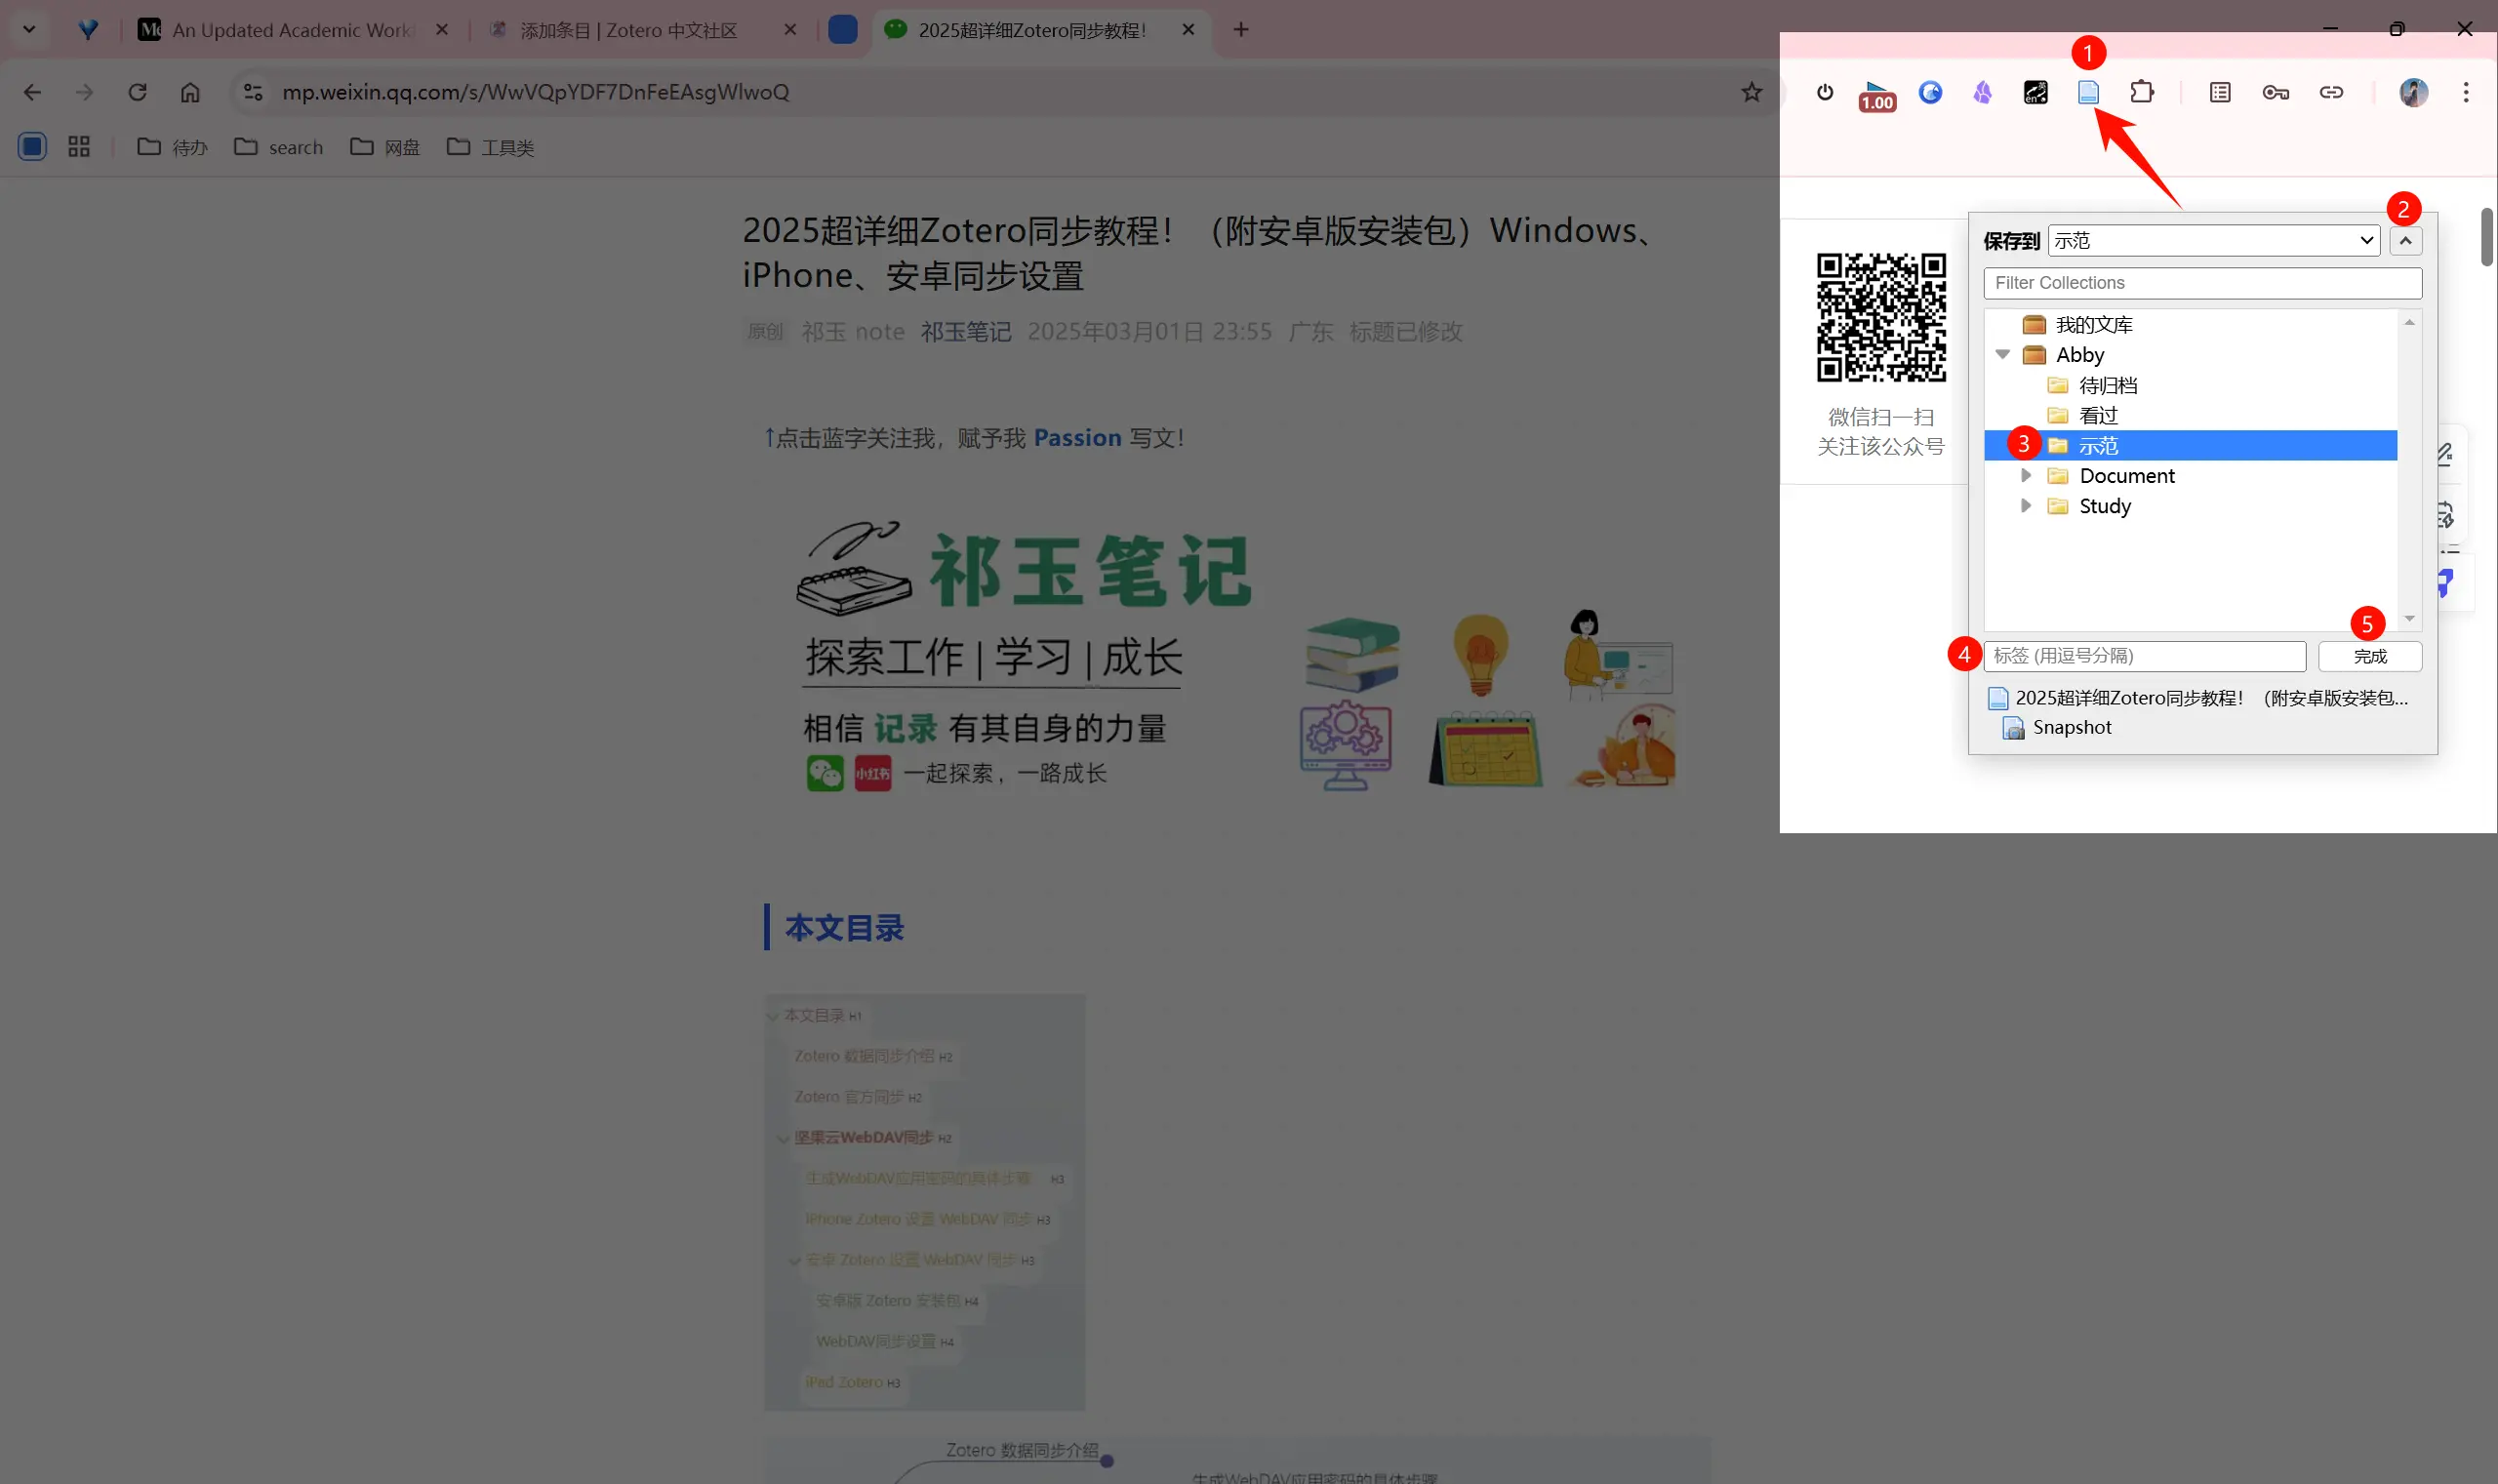 An Updated Academic Work
添加条目 | Zotero 中文社区
2025超详细Zotero同步教程！
mp.weixin.qq.com/s/WwVQpYDF7DnFeEAsgWlwoQ
1.00
en
1
待办
search
网盘
工具类
2025超详细Zotero同步教程！（附安卓版安装包）Windows、
iPhone、安卓同步设置
原创 祁玉 note 祁玉笔记 2025年03月01日 23:55 广东 标题已修改
↑点击蓝字关注我，赋予我 Passion 写文！
祁玉笔记
探索工作 | 学习 | 成长
相信 记录 有其自身的力量
小红书 一起探索，一路成长
微信扫一扫
关注该公众号
2
保存到 示范
Filter Collections
我的文库
Abby
待归档
看过
3 示范
Document
Study
5
4 标签 (用逗号分隔) 完成
2025超详细Zotero同步教程！（附安卓版安装包...
Snapshot
本文目录
本文目录 H1
Zotero 数据同步介绍 H2
Zotero 官方同步 H2
坚果云WebDAV同步 H2
生成WebDAV应用密码的具体步骤 H3
iPhone Zotero 设置 WebDAV 同步 H3
安卓 Zotero 设置 WebDAV 同步 H3
安卓版 Zotero 安装包 H4
WebDAV同步设置 H4
iPad Zotero H3
Zotero 数据同步介绍
生成WebDAV应用密码的具体步骤